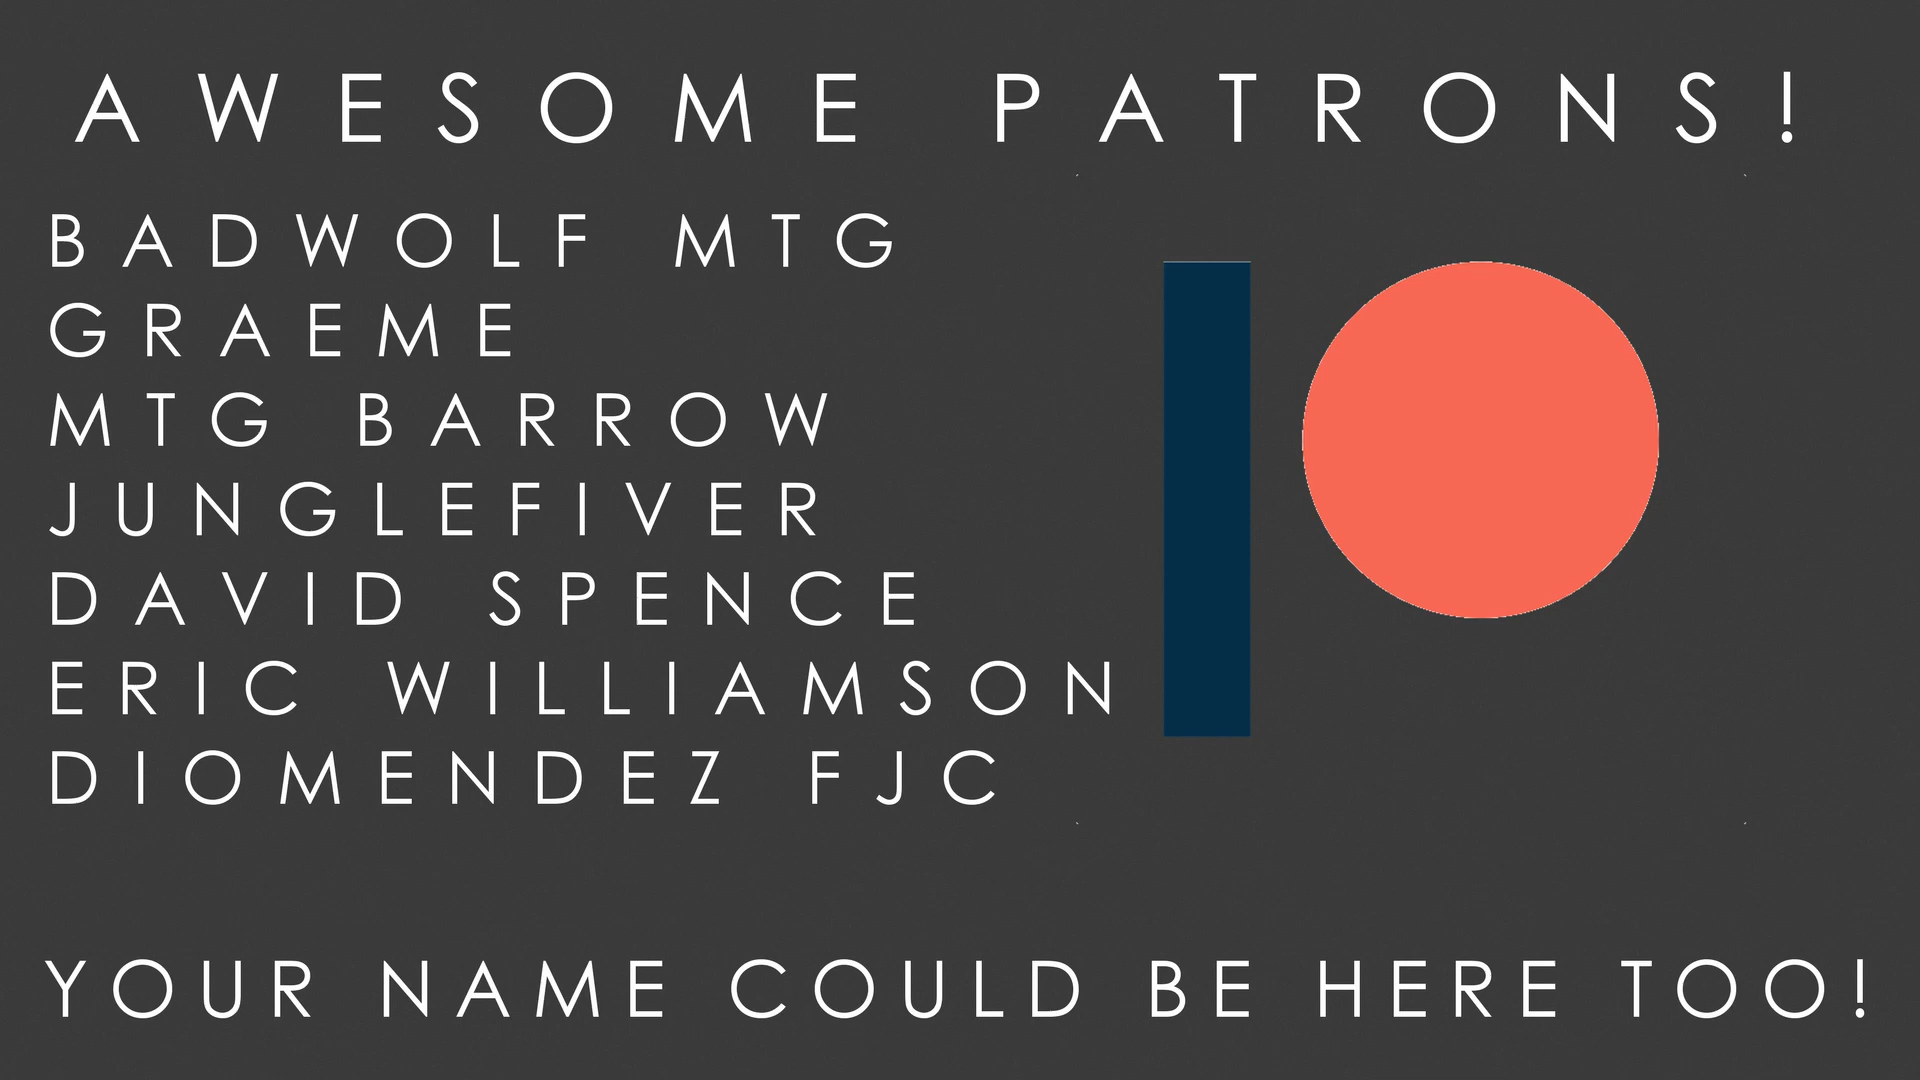 AWESOME PATRONS!
BADWOLF MTG
GRAEME
MTG BARROW
JUNGLEFIVER
DAVID SPENCE
ERIC WILLIAMSON
DIOMENDEZ FJC
YOUR NAME COULD BE HERE TOO!